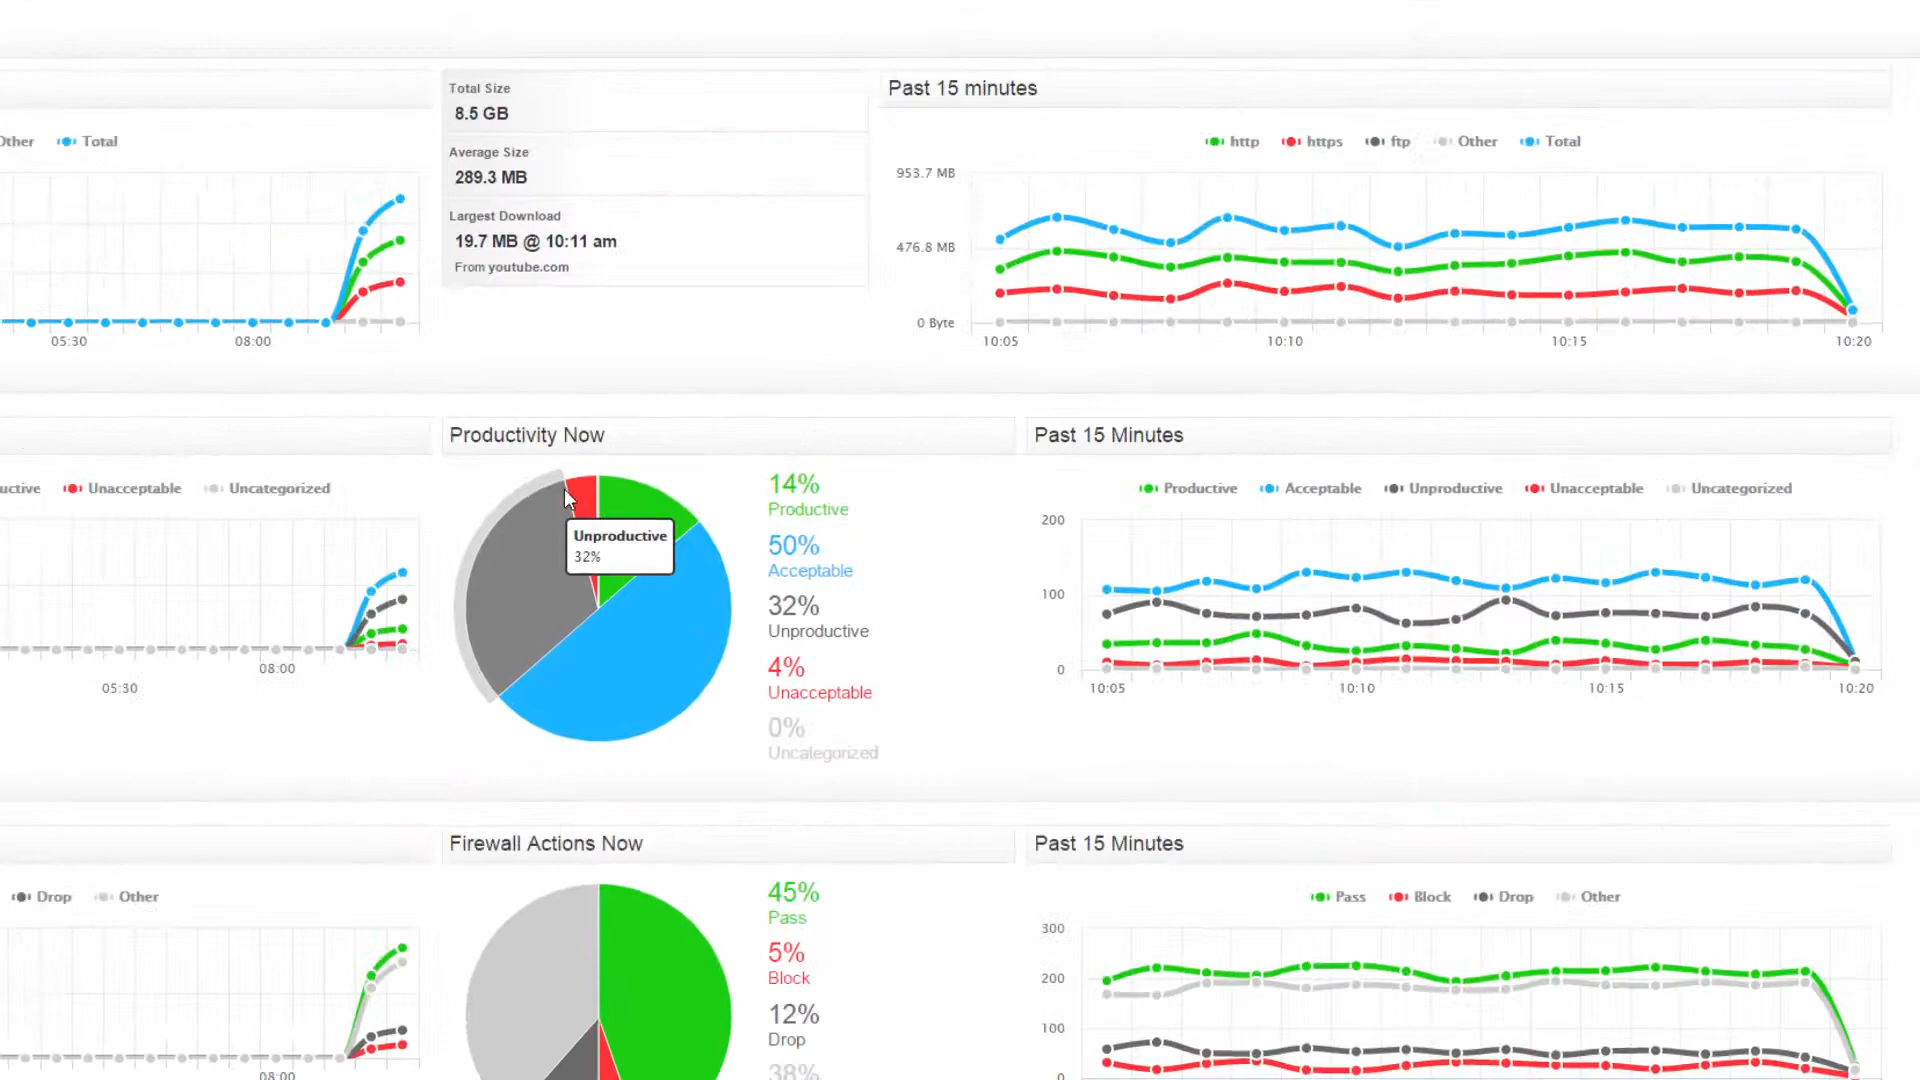 Total Size
8.5 GB
Average Size
289.3 MB
Largest Download
19.7 MB @ 10:11 am
From youtube.com
Past 15 minutes
http https ftp Other Total
953.7 MB
476.8 MB
0 Byte
10:05 10:10 10:15 10:20
Other Total
05:30 08:00
Productivity Now
Unproductive
32%
14%
Productive
50%
Acceptable
32%
Unproductive
4%
Unacceptable
0%
Uncategorized
Past 15 Minutes
Productive Acceptable Unproductive Unacceptable Uncategorized
200
100
0
10:05 10:10 10:15 10:20
uctive Unacceptable Uncategorized
08:00
05:30
Firewall Actions Now
45%
Pass
5%
Block
12%
Drop
38%
Past 15 Minutes
Pass Block Drop Other
300
200
100
0
Drop Other
08:00